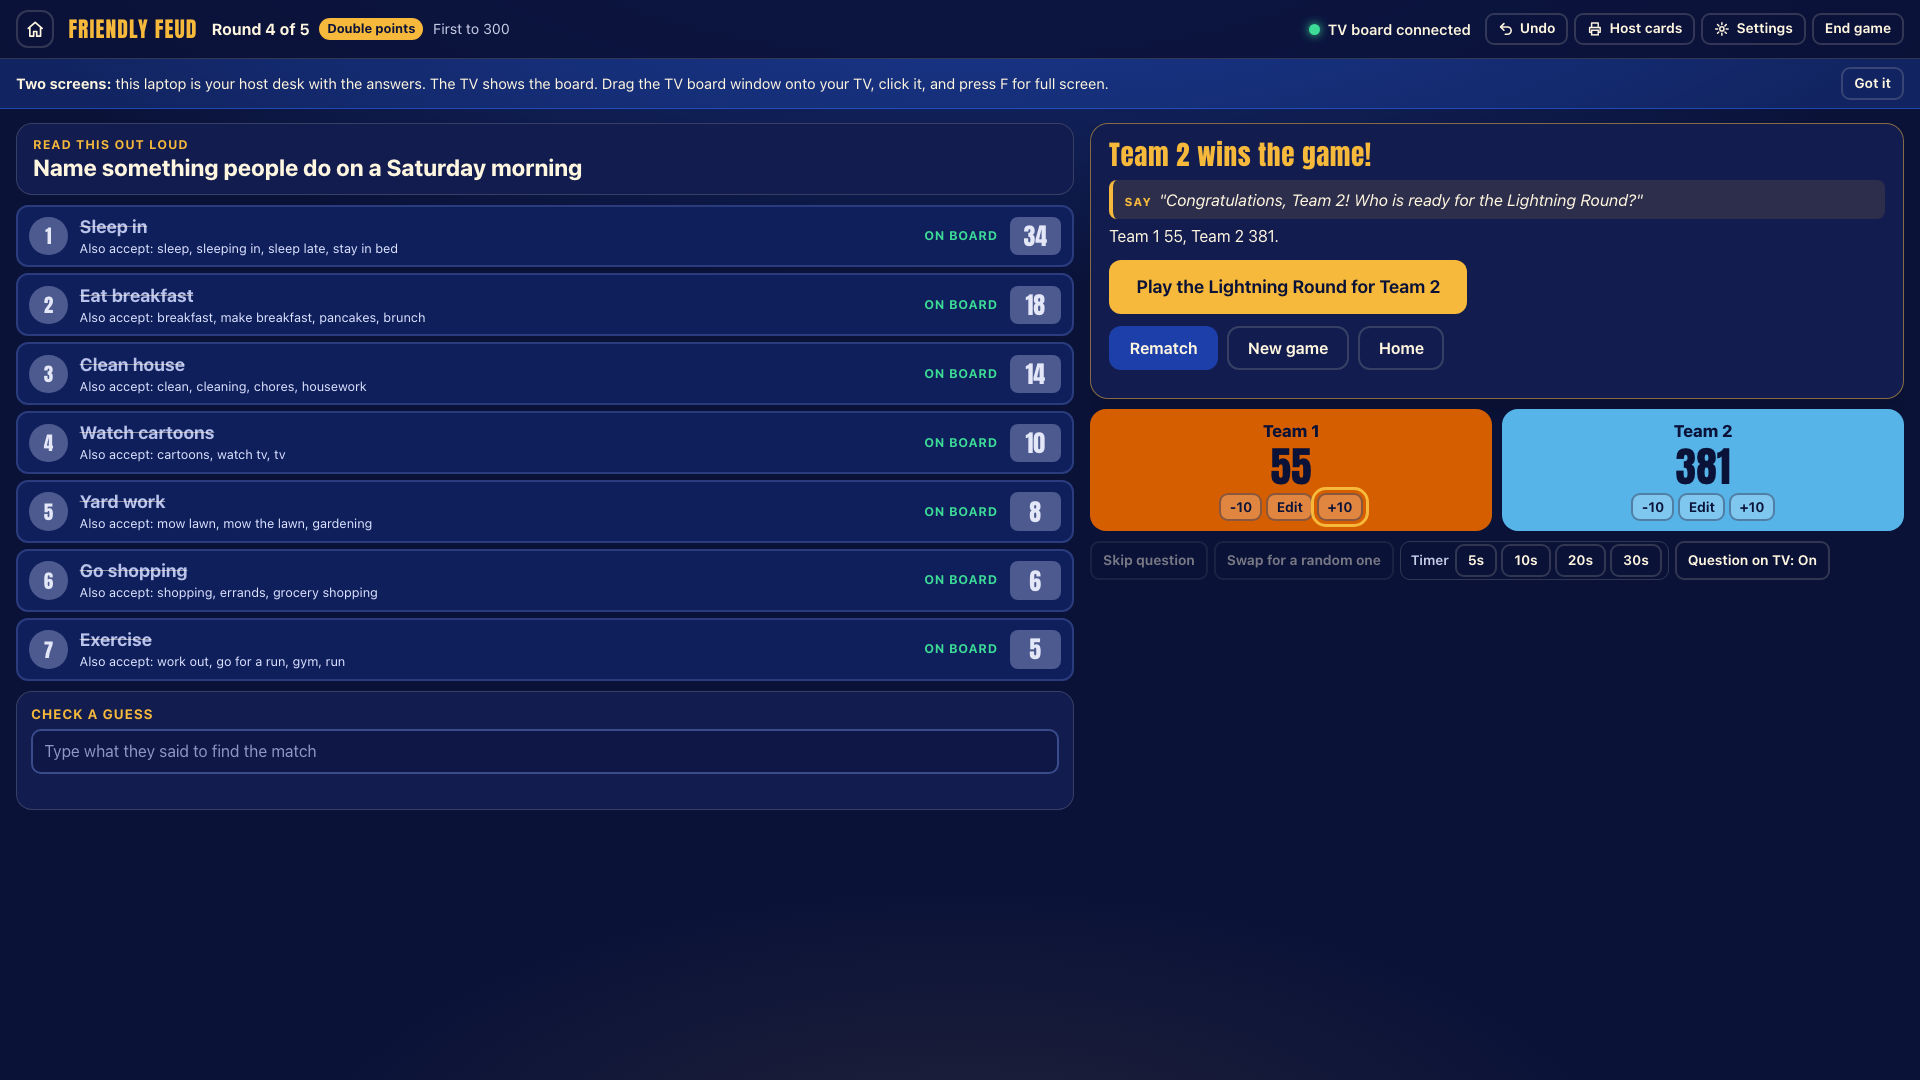 FRIENDLY FEUD Round 4 of 5 Double points First to 300 TV board connected Undo Host cards Settings End game
Two screens: this laptop is your host desk with the answers. The TV shows the board. Drag the TV board window onto your TV, click it, and press F for full screen. Got it
READ THIS OUT LOUD
Name something people do on a Saturday morning
1 Sleep in ON BOARD 34
Also accept: sleep, sleeping in, sleep late, stay in bed
2 Eat breakfast ON BOARD 18
Also accept: breakfast, make breakfast, pancakes, brunch
3 Clean house ON BOARD 14
Also accept: clean, cleaning, chores, housework
4 Watch cartoons ON BOARD 10
Also accept: cartoons, watch tv, tv
5 Yard work ON BOARD 8
Also accept: mow lawn, mow the lawn, gardening
6 Go shopping ON BOARD 6
Also accept: shopping, errands, grocery shopping
7 Exercise ON BOARD 5
Also accept: work out, go for a run, gym, run
CHECK A GUESS
Type what they said to find the match
Team 2 wins the game!
SAY "Congratulations, Team 2! Who is ready for the Lightning Round?"
Team 1 55, Team 2 381.
Play the Lightning Round for Team 2
Rematch New game Home
Team 1
55
-10 Edit +10
Team 2
381
-10 Edit +10
Skip question Swap for a random one Timer 5s 10s 20s 30s Question on TV: On